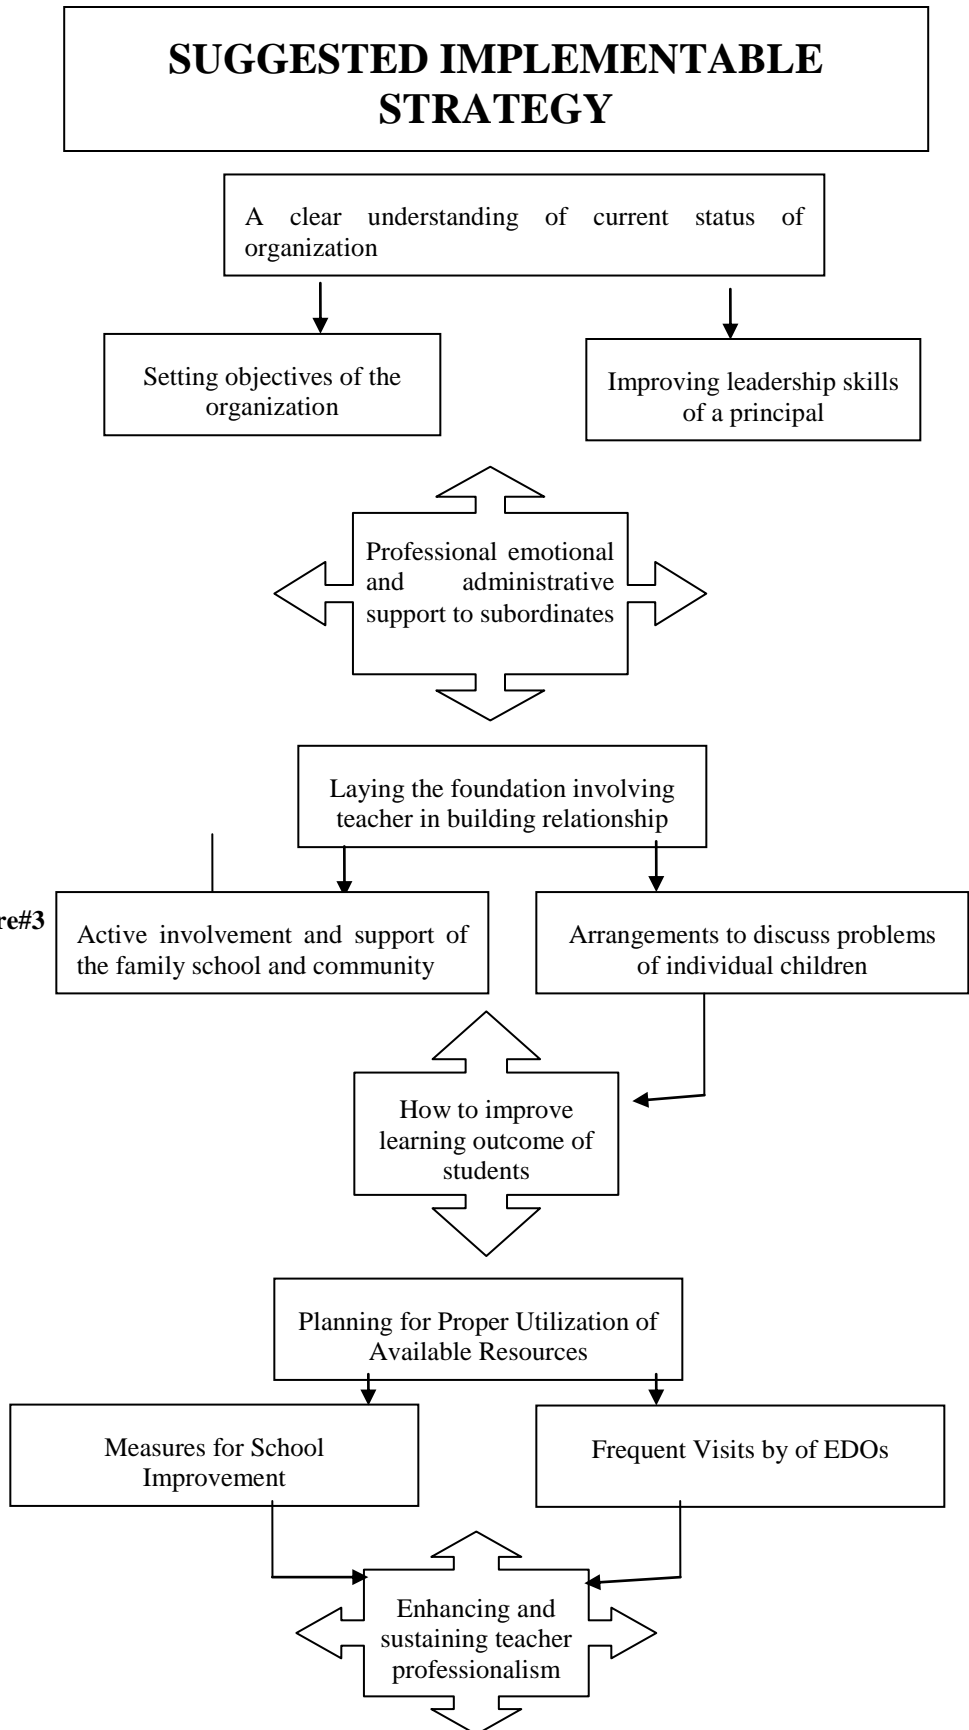 SUGGESTED IMPLEMENTABLE
STRATEGY
A clear understanding of current status of
organization
Setting objectives of the
organization
Improving leadership skills
of a principal
Professional emotional
and administrative
support to subordinates
Laying the foundation involving
teacher in building relationship
re#3
Active involvement and support of
the family school and community
Arrangements to discuss problems
of individual children
How to improve
learning outcome of
students
Planning for Proper Utilization of
Available Resources
Measures for School
Improvement
Frequent Visits by of EDOs
Enhancing and
sustaining teacher
professionalism